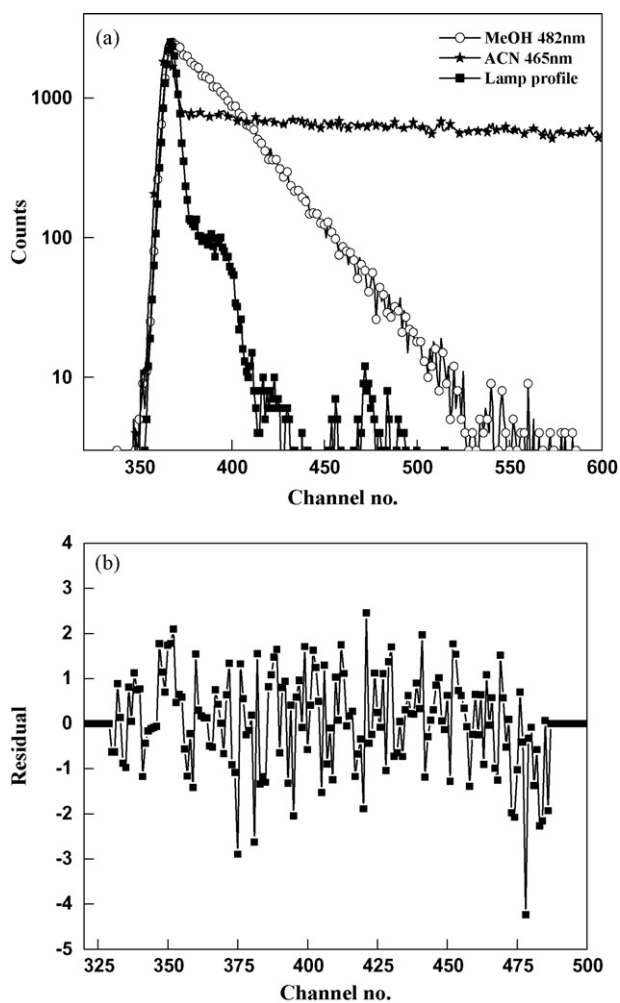 (a)
MeOH 482nm
ACN 465nm
Lamp profile
1000
100
10
Counts
350 400 450 500 550 600
Channel no.
(b)
4
3
2
1
0
-1
-2
-3
-4
-5
Residual
325 350 375 400 425 450 475 500
Channel no.